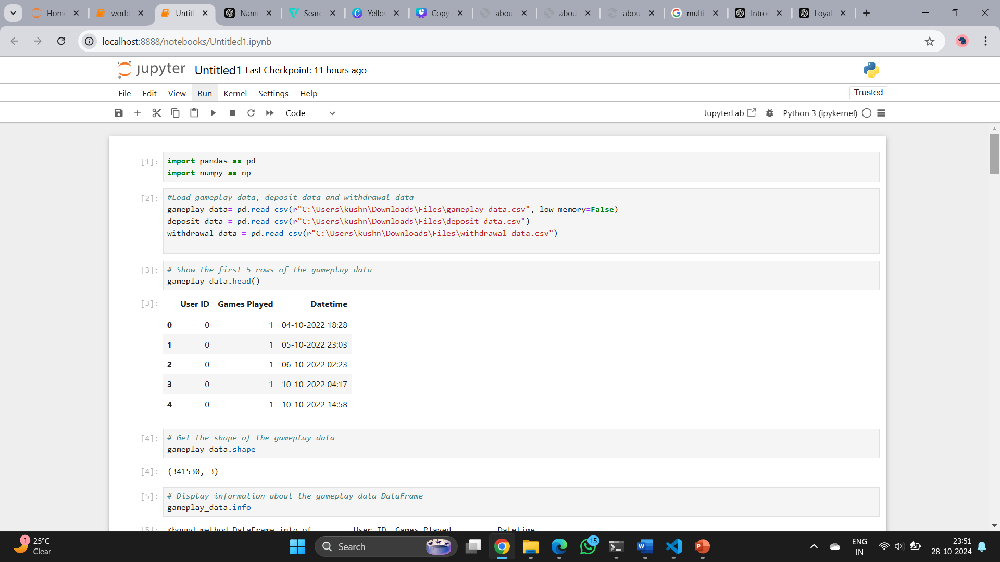 Home
world
Untitl
Name
Searc
Yello
Copy
abou
abou
abou
multi
Intro
Loyal
localhost:8888/notebooks/Untitled1.ipynb
jupyter Untitled1 Last Checkpoint: 11 hours ago
File Edit View Run Kernel Settings Help
Trusted
Code
JupyterLab
Python 3 (ipykernel)
[1]: import pandas as pd
import numpy as np
[2]: #Load gameplay data, deposit data and withdrawal data
gameplay_data= pd.read_csv(r"C:\Users\kushn\Downloads\Files\gameplay_data.csv", low_memory=False)
deposit_data = pd.read_csv(r"C:\Users\kushn\Downloads\Files\deposit_data.csv")
withdrawal_data = pd.read_csv(r"C:\Users\kushn\Downloads\Files\withdrawal_data.csv")
[3]: # Show the first 5 rows of the gameplay data
gameplay_data.head()
[3]: User ID Games Played Datetime
0 0 1 04-10-2022 18:28
1 0 1 05-10-2022 23:03
2 0 1 06-10-2022 02:23
3 0 1 10-10-2022 04:17
4 0 1 10-10-2022 14:58
[4]: # Get the shape of the gameplay data
gameplay_data.shape
[4]: (341530, 3)
[5]: # Display information about the gameplay_data DataFrame
gameplay_data.info
[5]: <bound method DataFrame.info of User ID Games Played Datetime
1
25°C
Clear
Search
15
ENG
IN
23:51
28-10-2024